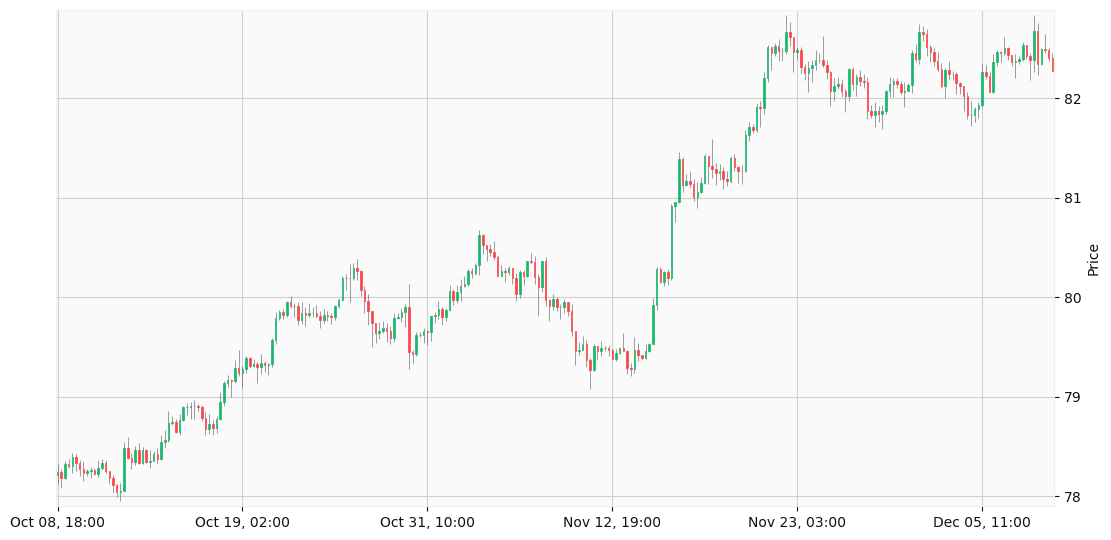 82
81
80
79
78
Price
Oct 08, 18:00
Oct 19, 02:00
Oct 31, 10:00
Nov 12, 19:00
Nov 23, 03:00
Dec 05, 11:00